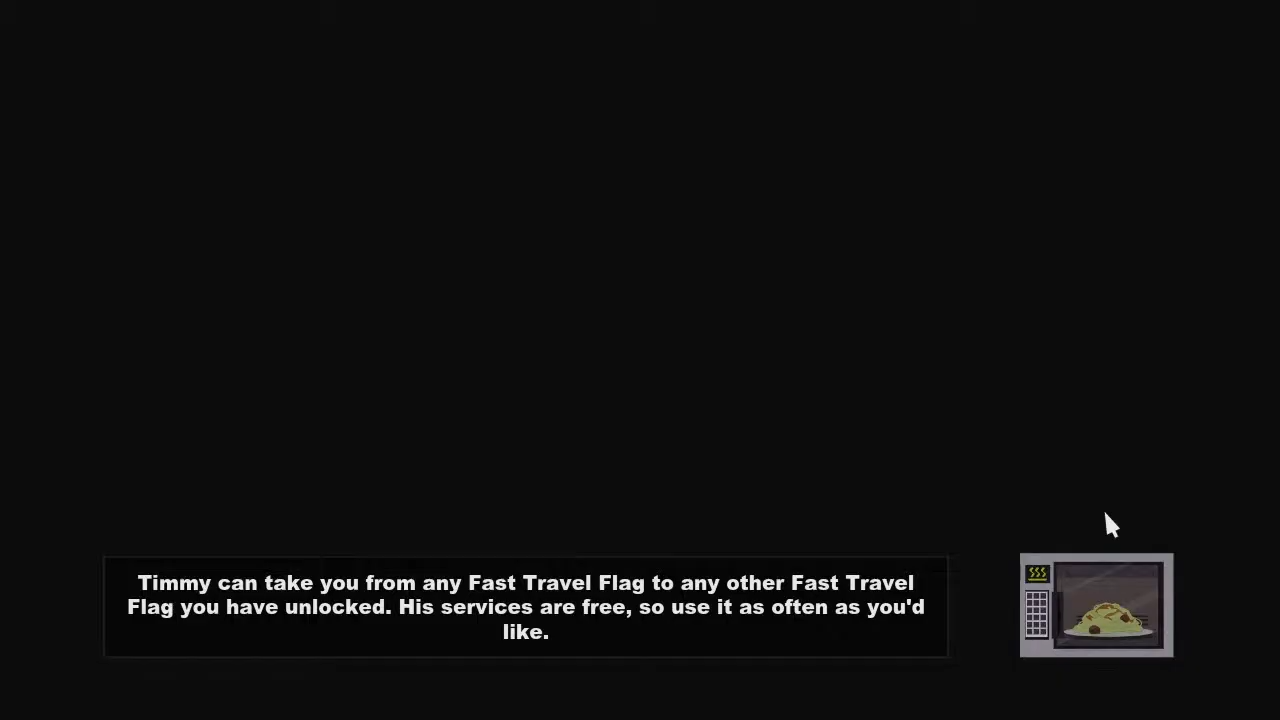 Timmy can take you from any Fast Travel Flag to any other Fast Travel
Flag you have unlocked. His services are free, so use it as often as you'd
like.